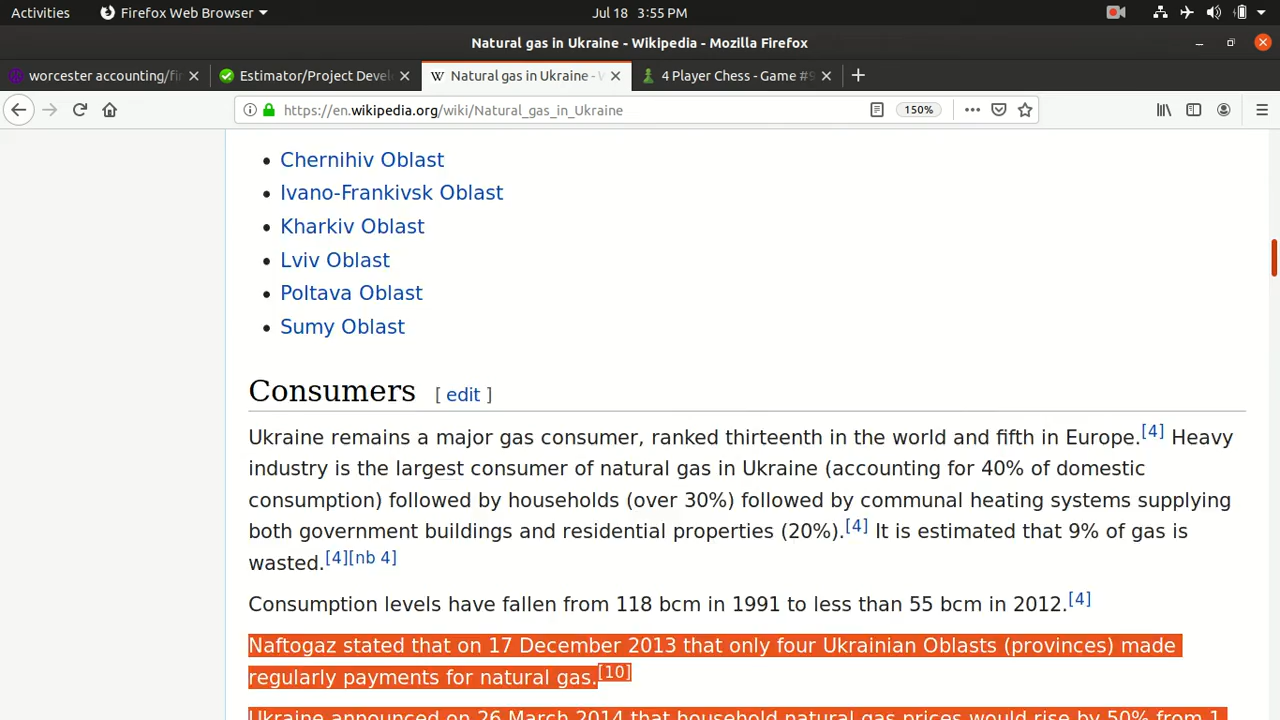 Activities
Firefox Web Browser
Jul 18 3:55 PM
Natural gas in Ukraine - Wikipedia - Mozilla Firefox
worcester accounting/fi
Estimator/Project Deve
Natural gas in Ukraine -
4 Player Chess - Game #
https://en.wikipedia.org/wiki/Natural_gas_in_Ukraine
150%
Chernihiv Oblast
Ivano-Frankivsk Oblast
Kharkiv Oblast
Lviv Oblast
Poltava Oblast
Sumy Oblast
Consumers [ edit ]
Ukraine remains a major gas consumer, ranked thirteenth in the world and fifth in Europe.[4] Heavy
industry is the largest consumer of natural gas in Ukraine (accounting for 40% of domestic
consumption) followed by households (over 30%) followed by communal heating systems supplying
both government buildings and residential properties (20%).[4] It is estimated that 9% of gas is
wasted.[4][nb 4]
Consumption levels have fallen from 118 bcm in 1991 to less than 55 bcm in 2012.[4]
Naftogaz stated that on 17 December 2013 that only four Ukrainian Oblasts (provinces) made
regularly payments for natural gas.[10]
Ukraine announced on 26 March 2014 that household natural gas prices would rise by 50% from 1